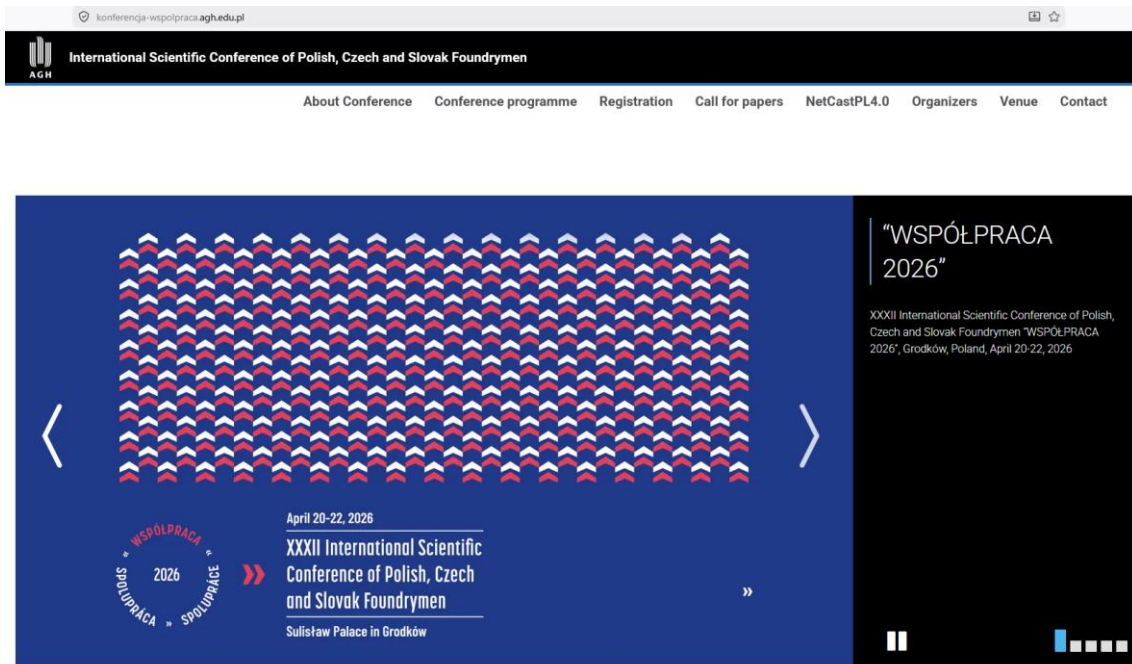 konferencja-wspolpraca.agh.edu.pl
AGH
International Scientific Conference of Polish, Czech and Slovak Foundrymen
About Conference Conference programme Registration Call for papers NetCastPL4.0 Organizers Venue Contact
“WSPÓŁPRACA
2026”
XXXII International Scientific Conference of Polish,
Czech and Slovak Foundrymen “WSPÓŁPRACA
2026”, Grodków, Poland, April 20-22, 2026
« WSPÓŁPRACA « SPOLUPRÁCE » SPOLUPRÁCA
2026
»
April 20-22, 2026
XXXII International Scientific
Conference of Polish, Czech
and Slovak Foundrymen
»
Sulisław Palace in Grodków